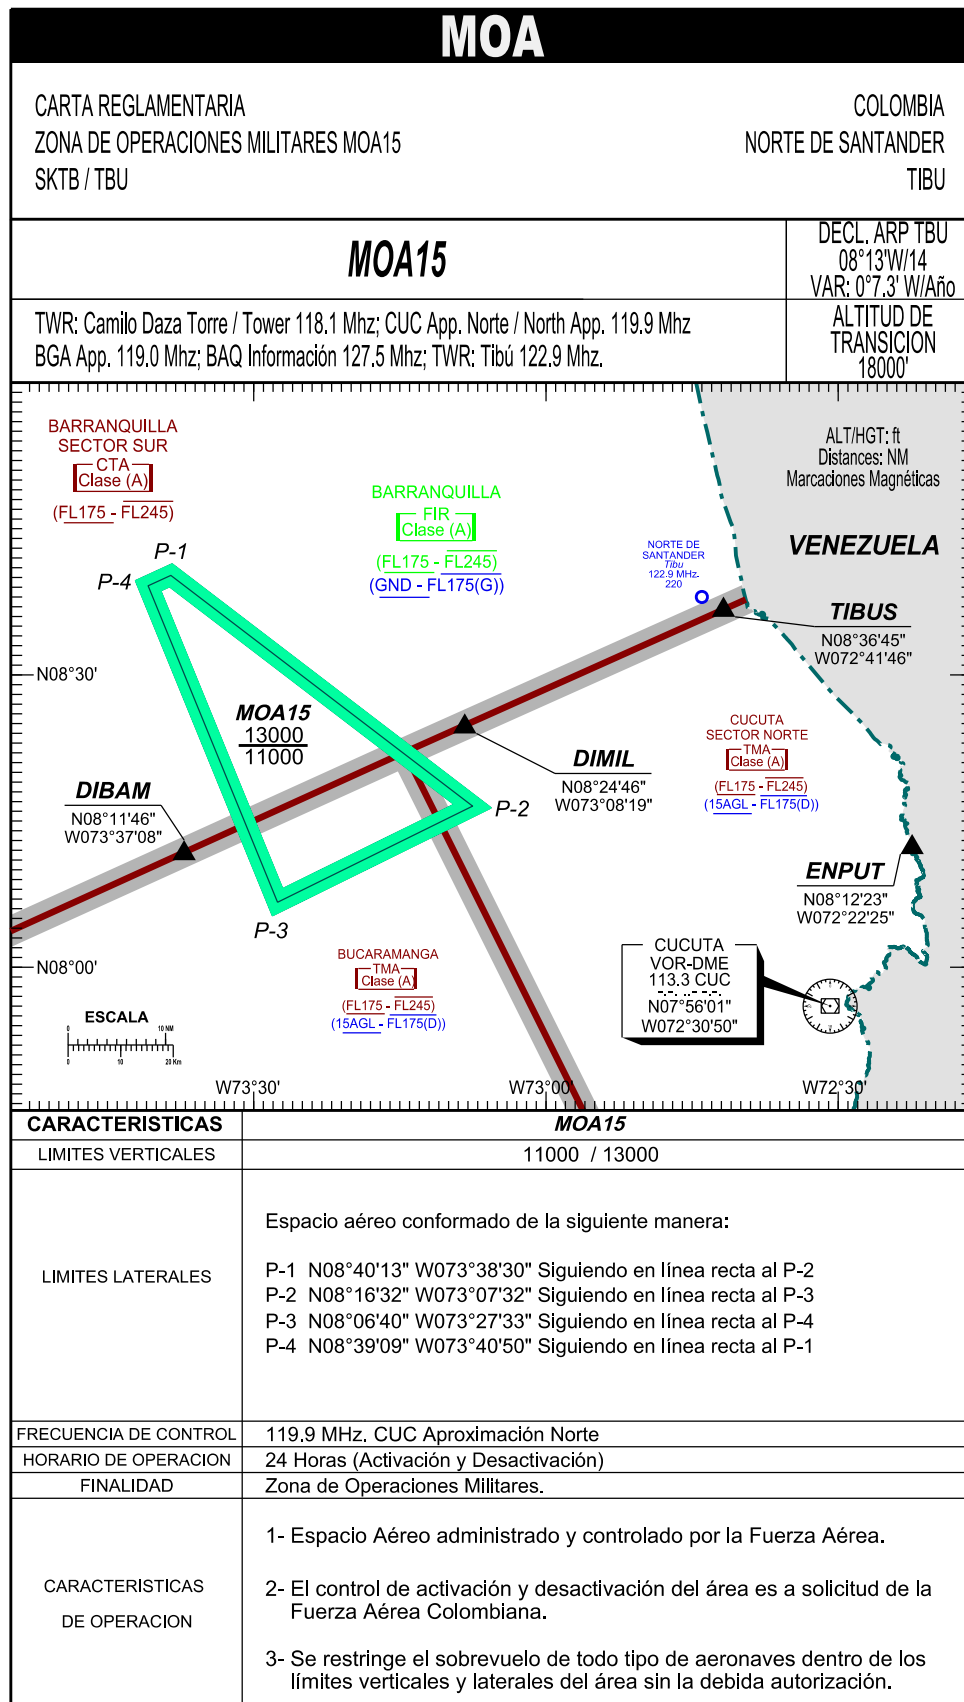 MOA
CARTA REGLAMENTARIA
ZONA DE OPERACIONES MILITARES MOA15
SKTB / TBU
COLOMBIA
NORTE DE SANTANDER
TIBU
MOA15
DECL. ARP TBU
08°13'W/14
VAR: 0°7.3' W/Año
TWR: Camilo Daza Torre / Tower 118.1 Mhz; CUC App. Norte / North App. 119.9 Mhz
BGA App. 119.0 Mhz; BAQ Información 127.5 Mhz; TWR: Tibú 122.9 Mhz.
ALTITUD DE
TRANSICION
18000'
BARRANQUILLA
SECTOR SUR
CTA
Clase (A)
(FL175 - FL245)
BARRANQUILLA
FIR
Clase (A)
(FL175 - FL245)
(GND - FL175(G))
ALT/HGT: ft
Distances: NM
Marcaciones Magnéticas
VENEZUELA
NORTE DE
SANTANDER
Tibu
122.9 MHz.
220
P-1
P-4
TIBUS
N08°36'45"
W072°41'46"
N08°30'
MOA15
13000
11000
DIMIL
N08°24'46"
W073°08'19"
CUCUTA
SECTOR NORTE
TMA
Clase (A)
(FL175 - FL245)
(15AGL - FL175(D))
DIBAM
N08°11'46"
W073°37'08"
P-2
ENPUT
N08°12'23"
W072°22'25"
P-3
BUCARAMANGA
TMA
Clase (A)
(FL175 - FL245)
(15AGL - FL175(D))
CUCUTA
VOR-DME
113.3 CUC
N07°56'01"
W072°30'50"
N08°00'
ESCALA
0 10 NM
0 10 20 Km
W73°30'
W73°00'
W72°30'
CARACTERISTICAS
MOA15
LIMITES VERTICALES
11000 / 13000
LIMITES LATERALES
Espacio aéreo conformado de la siguiente manera:
P-1 N08°40'13" W073°38'30" Siguiendo en línea recta al P-2
P-2 N08°16'32" W073°07'32" Siguiendo en línea recta al P-3
P-3 N08°06'40" W073°27'33" Siguiendo en línea recta al P-4
P-4 N08°39'09" W073°40'50" Siguiendo en línea recta al P-1
FRECUENCIA DE CONTROL
119.9 MHz. CUC Aproximación Norte
HORARIO DE OPERACION
24 Horas (Activación y Desactivación)
FINALIDAD
Zona de Operaciones Militares.
CARACTERISTICAS
DE OPERACION
1- Espacio Aéreo administrado y controlado por la Fuerza Aérea.
2- El control de activación y desactivación del área es a solicitud de la
Fuerza Aérea Colombiana.
3- Se restringe el sobrevuelo de todo tipo de aeronaves dentro de los
límites verticales y laterales del área sin la debida autorización.